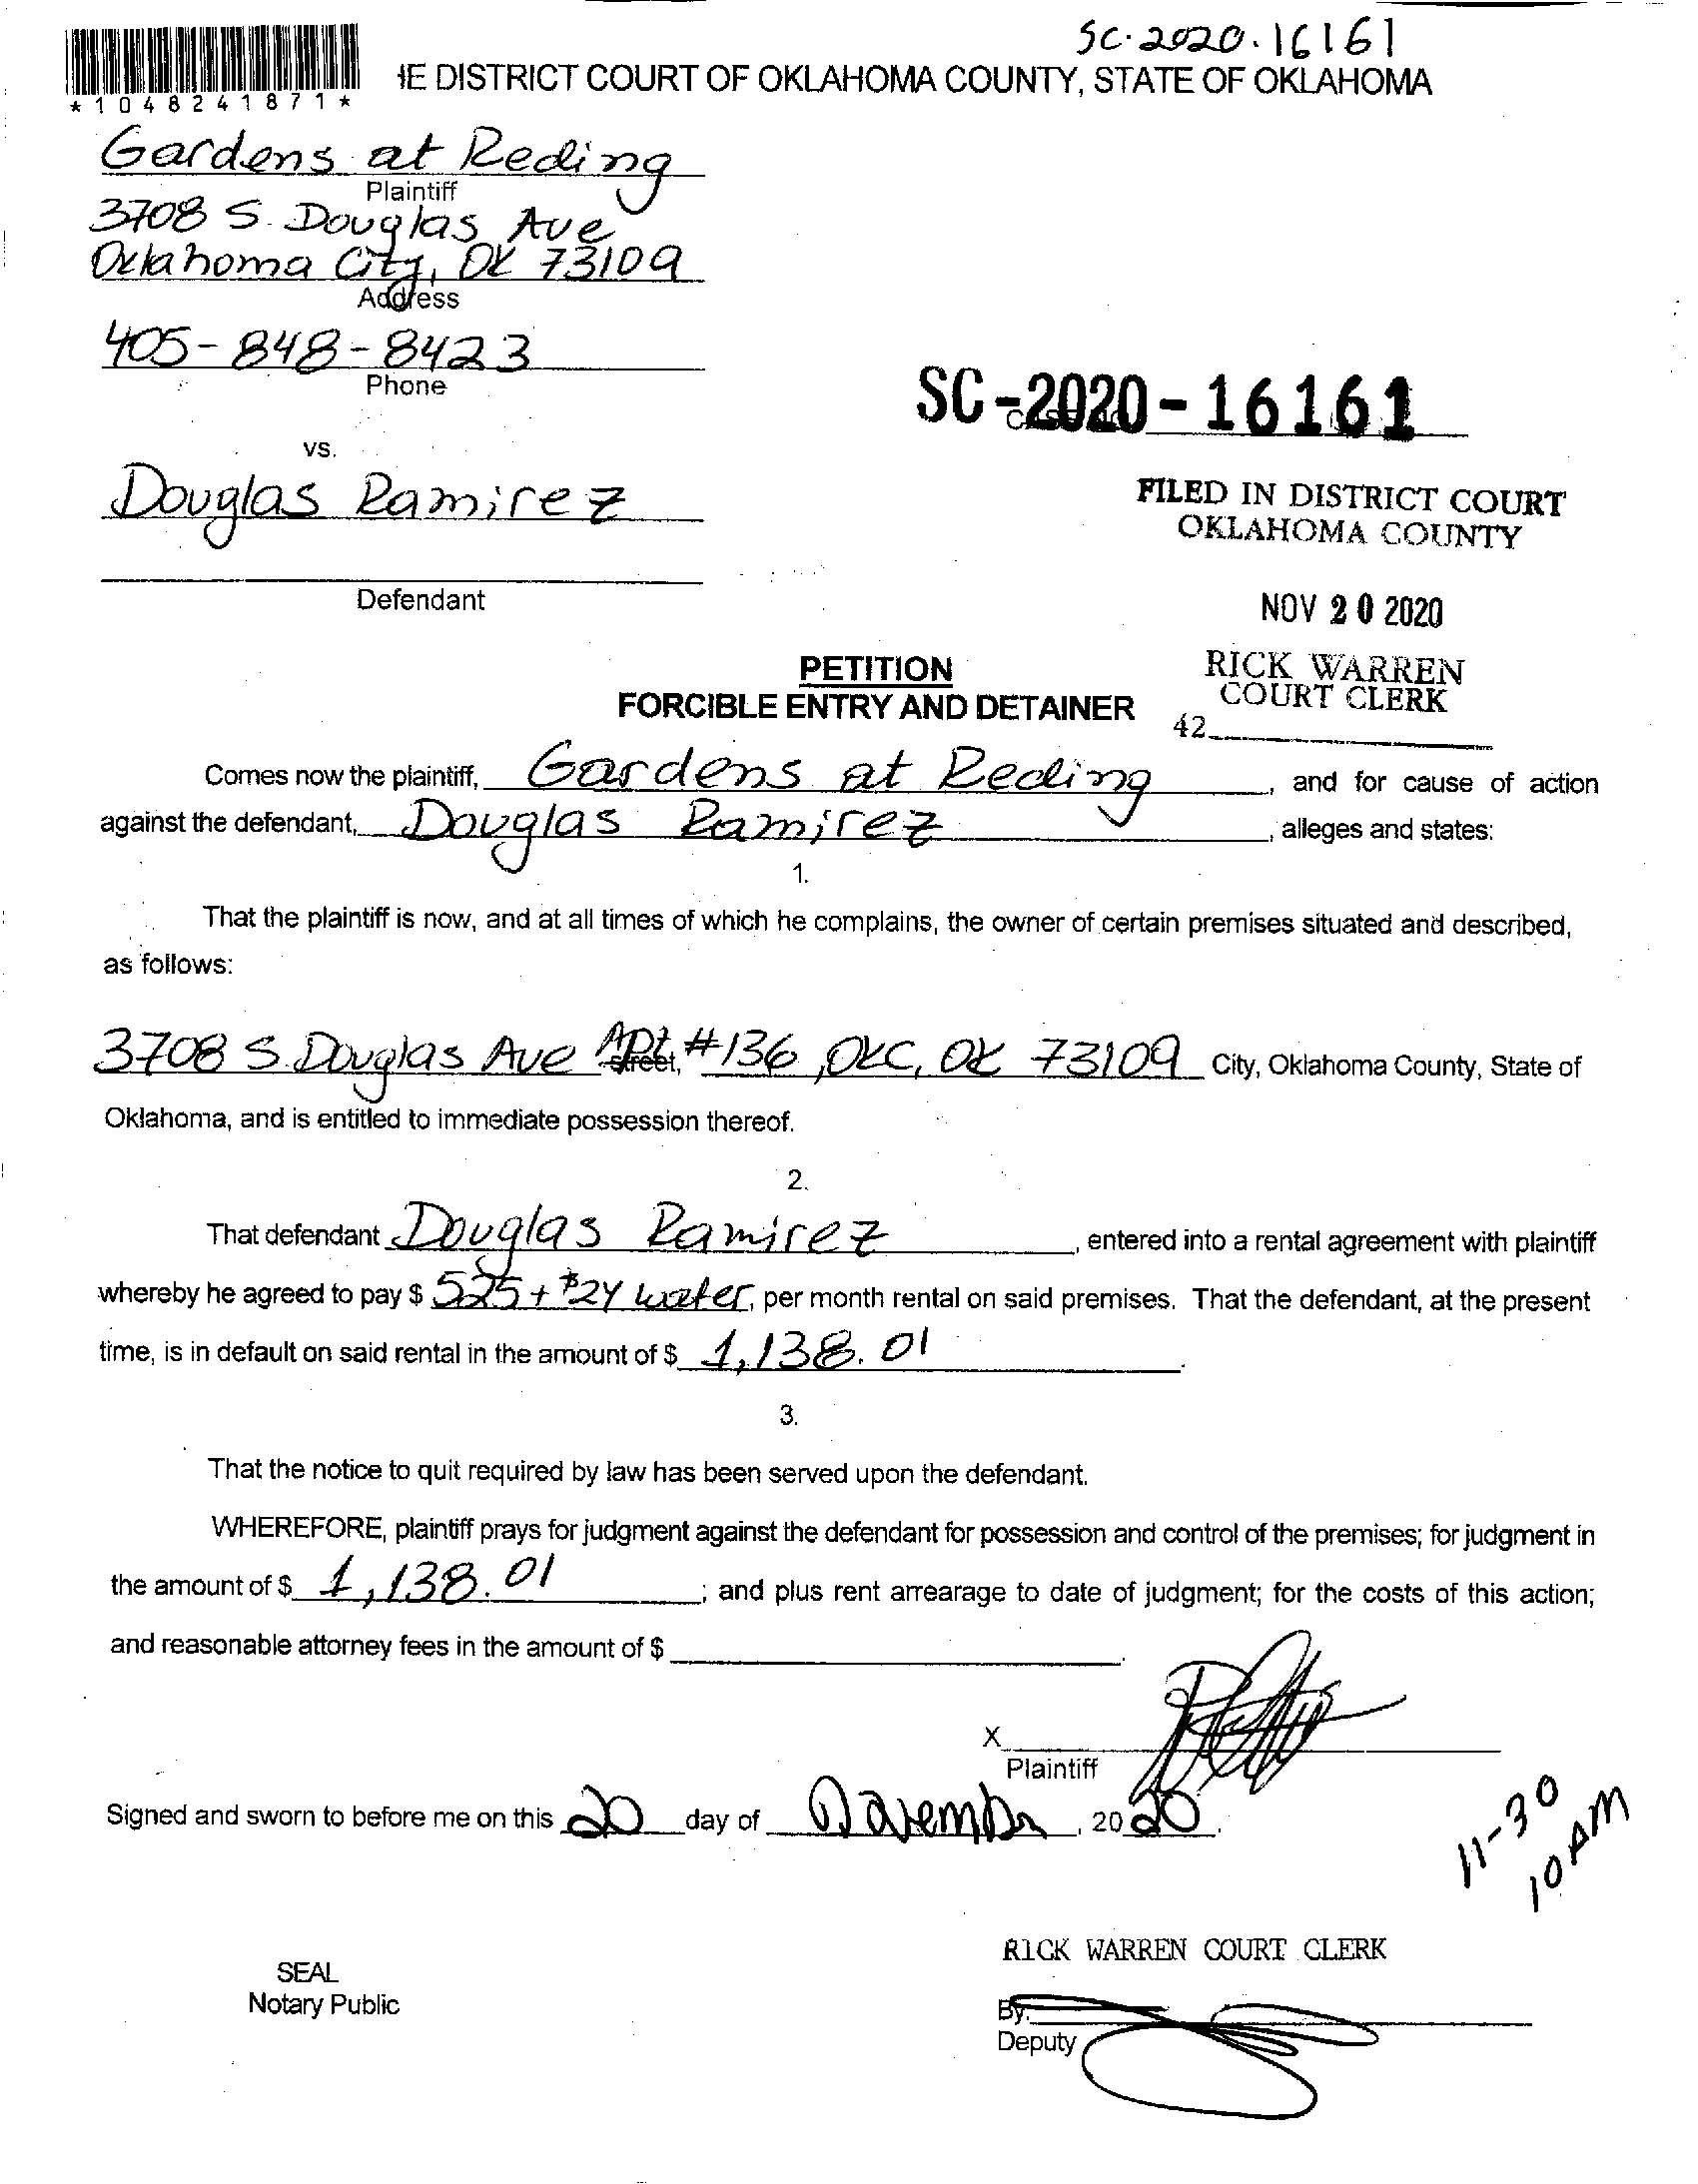 SC-2020-16161
IE DISTRICT COURT OF OKLAHOMA COUNTY, STATE OF OKLAHOMA
*1048241871*
Gardens at Reding
Plaintiff
3708 S. Douglas Ave
Oklahoma City, OK 73109
Address
405-848-8423
Phone
SC-2020-16161
vs.
Douglas Ramirez
FILED IN DISTRICT COURT
OKLAHOMA COUNTY
Defendant
NOV 20 2020
PETITION
FORCIBLE ENTRY AND DETAINER
RICK WARREN
COURT CLERK
42
Comes now the plaintiff, Gardens at Reding, and for cause of action
against the defendant, Douglas Ramirez, alleges and states:
1.
That the plaintiff is now, and at all times of which he complains, the owner of certain premises situated and described,
as follows:
3708 S. Douglas Ave Apt, #136, OKC, OK 73109 City, Oklahoma County, State of
Oklahoma, and is entitled to immediate possession thereof.
2.
That defendant Douglas Ramirez, entered into a rental agreement with plaintiff
whereby he agreed to pay $ 525 + $24 water, per month rental on said premises. That the defendant, at the present
time, is in default on said rental in the amount of $ 1,138.01.
3.
That the notice to quit required by law has been served upon the defendant.
WHEREFORE, plaintiff prays for judgment against the defendant for possession and control of the premises; for judgment in
the amount of $ 1,138.01; and plus rent arrearage to date of judgment; for the costs of this action;
and reasonable attorney fees in the amount of $
X
Plaintiff
Signed and sworn to before me on this 20 day of November, 2020.
11-30
10 AM
RICK WARREN COURT CLERK
SEAL
Notary Public
By:
Deputy